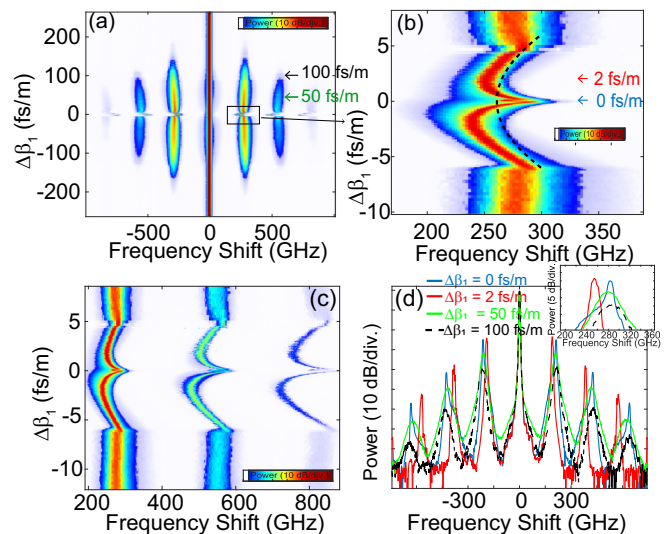 (a)
Power (10 dB/div.)
200
100
0
-100
-200
Δβ₁ (fs/m)
← 100 fs/m
50 fs/m
-500
0
500
Frequency Shift (GHz)
(b)
10
5
0
-5
-10
Δβ₁ (fs/m)
← 2 fs/m
← 0 fs/m
Power (10 dB/div.)
200
250
300
350
Frequency Shift (GHz)
(c)
5
0
-5
-10
Δβ₁ (fs/m)
Power (10 dB/div.)
200
400
600
800
Frequency Shift (GHz)
(d)
Δβ₁ = 0 fs/m
Δβ₁ = 2 fs/m
Δβ₁ = 50 fs/m
Δβ₁ = 100 fs/m
Power (5 dB/div.)
220
280
340
Frequency Shift (GHz)
Power (10 dB/div.)
-300
0
300
Frequency Shift (GHz)